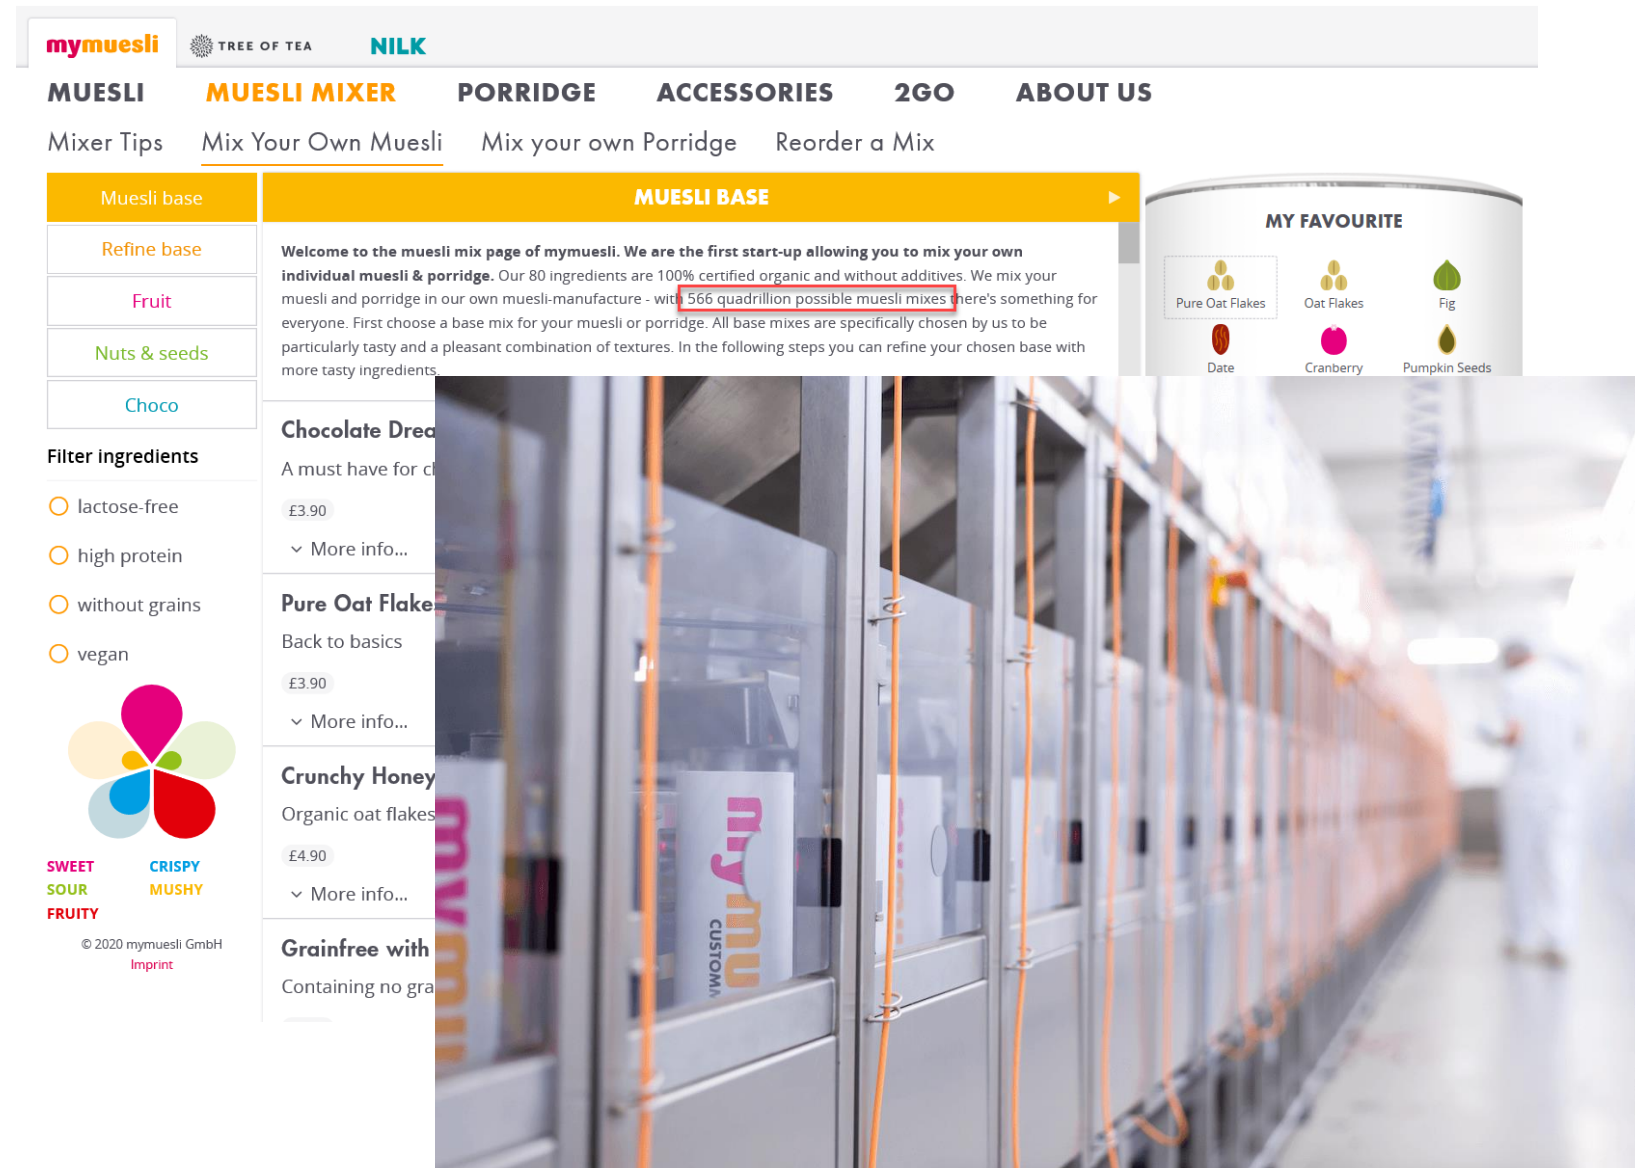 mymuesli
TREE OF TEA
NILK
MUESLI
MUESLI MIXER
PORRIDGE
ACCESSORIES
2GO
ABOUT US
Mixer Tips
Mix Your Own Muesli
Mix your own Porridge
Reorder a Mix
Muesli base
Refine base
Fruit
Nuts & seeds
Choco
Filter ingredients
lactose-free
high protein
without grains
vegan
SWEET
CRISPY
SOUR
MUSHY
FRUITY
© 2020 mymuesli GmbH
Imprint
MUESLI BASE
Welcome to the muesli mix page of mymuesli. We are the first start-up allowing you to mix your own
individual muesli & porridge. Our 80 ingredients are 100% certified organic and without additives. We mix your
muesli and porridge in our own muesli-manufacture - with 566 quadrillion possible muesli mixes there's something for
everyone. First choose a base mix for your muesli or porridge. All base mixes are specifically chosen by us to be
particularly tasty and a pleasant combination of textures. In the following steps you can refine your chosen base with
more tasty ingredients.
Chocolate Drea
A must have for
£3.90
More info...
Pure Oat Flake
Back to basics
£3.90
More info...
Crunchy Honey
Organic oat flakes
£4.90
More info...
Grainfree with
Containing no gra
MY FAVOURITE
Pure Oat Flakes
Oat Flakes
Fig
Date
Cranberry
Pumpkin Seeds
mymu
CUSTOM